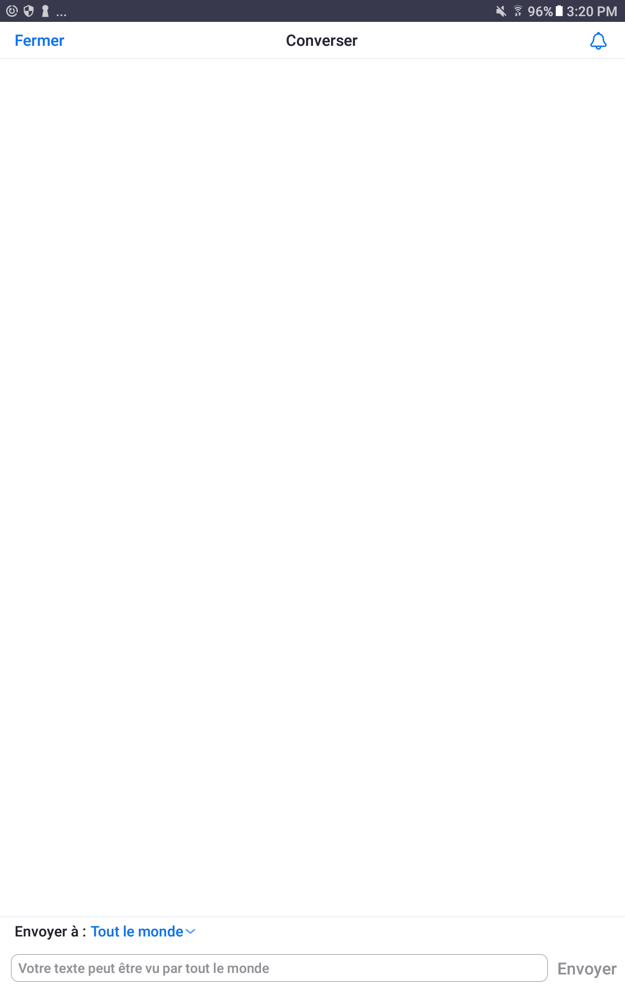 ... 96% 3:20 PM
Fermer Converser
Envoyer à : Tout le monde
Votre texte peut être vu par tout le monde Envoyer